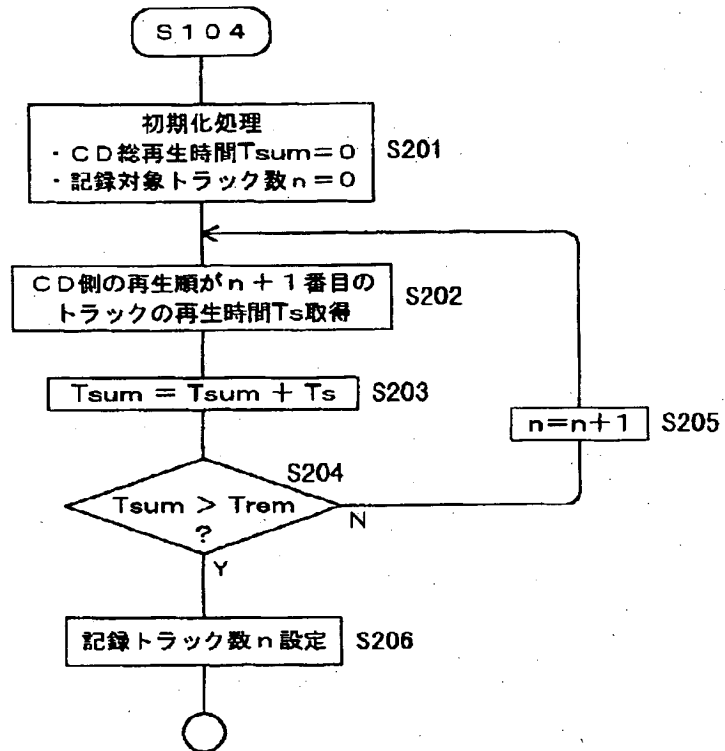 S104
初期化処理
・CD総再生時間Tsum=0
・記録対象トラック数n=0
S201
CD側の再生順がn+1番目の
トラックの再生時間Ts取得
S202
Tsum = Tsum + Ts
S203
n=n+1
S205
S204
Tsum > Trem
?
N
Y
記録トラック数n設定
S206